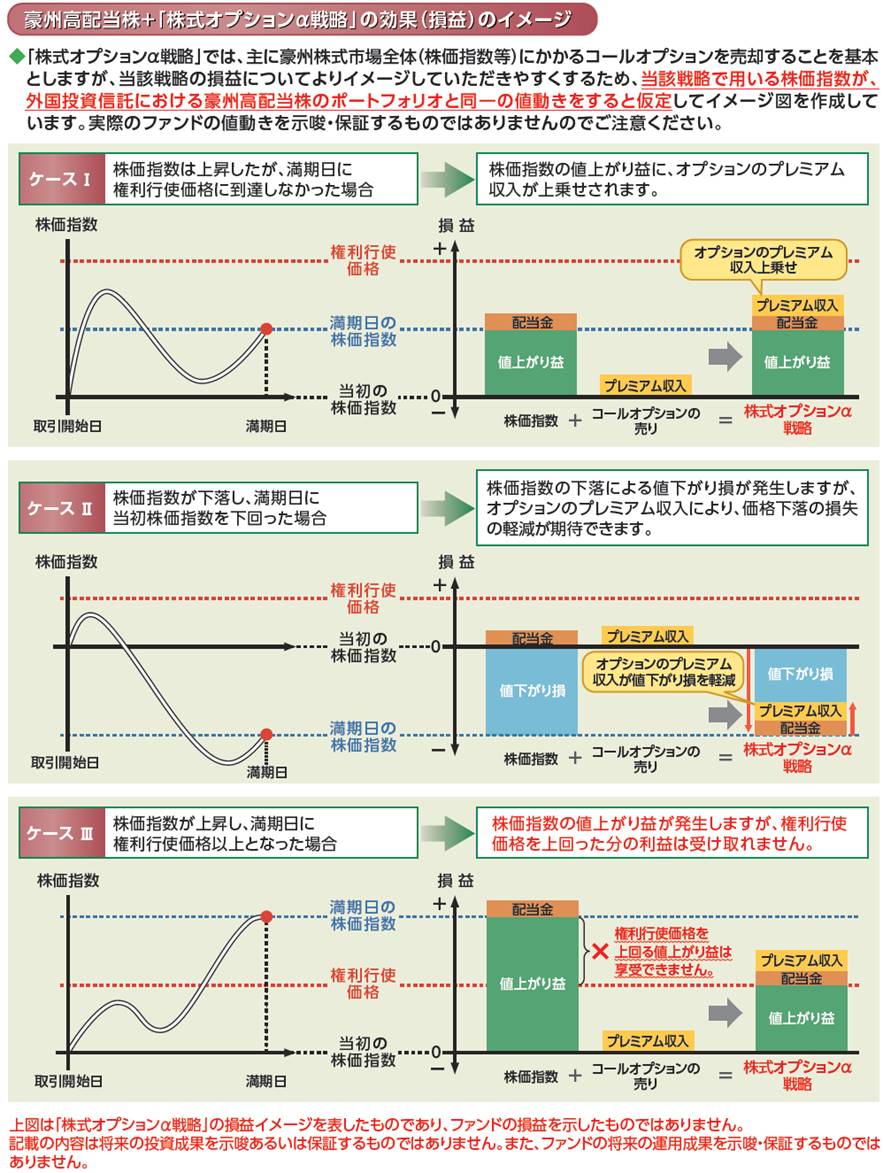 豪州高配当株+「株式オプションα戦略」の効果(損益)のイメージ
◆「株式オプションα戦略」では、主に豪州株式市場全体(株価指数等)にかかるコールオプションを売却することを基本
としますが、当該戦略の損益についてよりイメージしていただきやすくするため、当該戦略で用いる株価指数が、
外国投資信託における豪州高配当株のポートフォリオと同一の値動きをすると仮定してイメージ図を作成して
います。実際のファンドの値動きを示唆・保証するものではありませんのでご注意ください。
ケース Ⅰ
株価指数は上昇したが、満期日に
権利行使価格に到達しなかった場合
株価指数の値上がり益に、オプションのプレミアム
収入が上乗せされます。
株価指数
権利行使
価格
満期日の
株価指数
当初の
株価指数
取引開始日
満期日
損 益
+
0
−
オプションのプレミアム
収入上乗せ
配当金
値上がり益
プレミアム収入
プレミアム収入
配当金
値上がり益
株価指数
+
コールオプションの
売り
=
株式オプションα
戦略
ケース Ⅱ
株価指数が下落し、満期日に
当初株価指数を下回った場合
株価指数の下落による値下がり損が発生しますが、
オプションのプレミアム収入により、価格下落の損失
の軽減が期待できます。
株価指数
権利行使
価格
当初の
株価指数
満期日の
株価指数
取引開始日
満期日
損 益
+
0
−
配当金
値下がり損
プレミアム収入
オプションのプレミアム
収入が値下がり損を軽減
値下がり損
プレミアム収入
配当金
株価指数
+
コールオプションの
売り
=
株式オプションα
戦略
ケース Ⅲ
株価指数が上昇し、満期日に
権利行使価格以上となった場合
株価指数の値上がり益が発生しますが、権利行使
価格を上回った分の利益は受け取れません。
株価指数
満期日の
株価指数
権利行使
価格
当初の
株価指数
取引開始日
満期日
損 益
+
0
−
配当金
値上がり益
×
権利行使価格を
上回る値上がり益は
享受できません。
プレミアム収入
プレミアム収入
配当金
値上がり益
株価指数
+
コールオプションの
売り
=
株式オプションα
戦略
上図は「株式オプションα戦略」の損益イメージを表したものであり、ファンドの損益を示したものではありません。
記載の内容は将来の投資成果を示唆あるいは保証するものではありません。また、ファンドの将来の運用成果を示唆・保証するものでは
ありません。